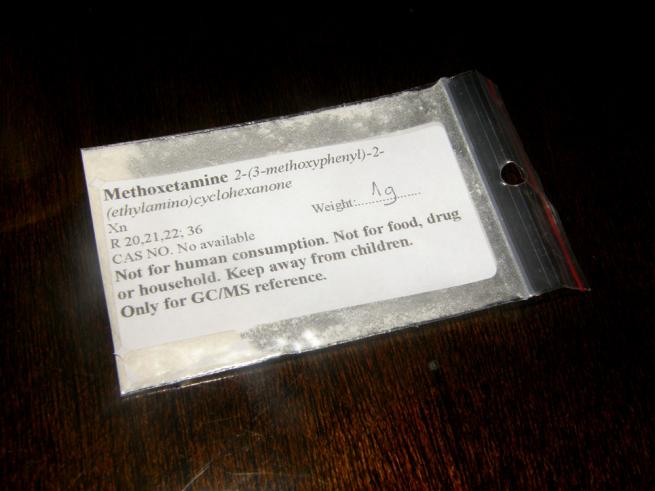 Methoxetamine 2-(3-methoxyphenyl)-2-
(ethylamino)cyclohexanone
Xn
Weight:..........1g..........
R 20,21,22; 36
CAS NO. No available
Not for human consumption. Not for food, drug
or household. Keep away from children.
Only for GC/MS reference.